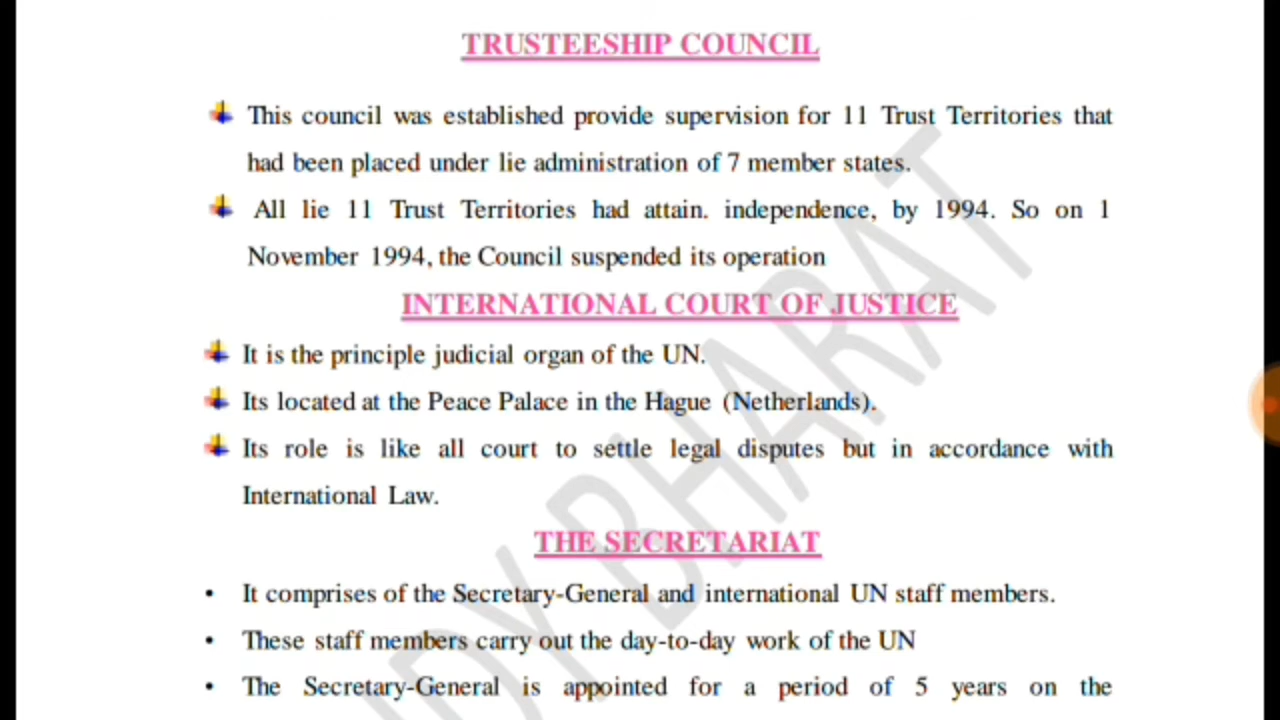 TRUSTEESHIP COUNCIL
This council was established provide supervision for 11 Trust Territories that
had been placed under lie administration of 7 member states.
All lie 11 Trust Territories had attain. independence, by 1994. So on 1
November 1994, the Council suspended its operation
INTERNATIONAL COURT OF JUSTICE
It is the principle judicial organ of the UN.
Its located at the Peace Palace in the Hague (Netherlands).
Its role is like all court to settle legal disputes but in accordance with
International Law.
THE SECRETARIAT
• It comprises of the Secretary-General and international UN staff members.
• These staff members carry out the day-to-day work of the UN
• The Secretary-General is appointed for a period of 5 years on the
DY BHARAT